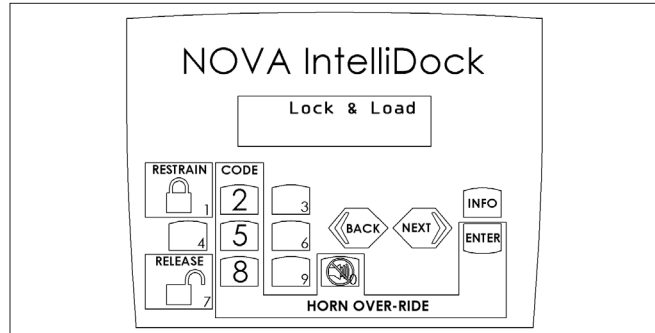 NOVA IntelliDock
Lock & Load
RESTRAIN
1
CODE
2
3
4
5
6
RELEASE
7
8
9
0
BACK
NEXT
INFO
ENTER
HORN OVER-RIDE